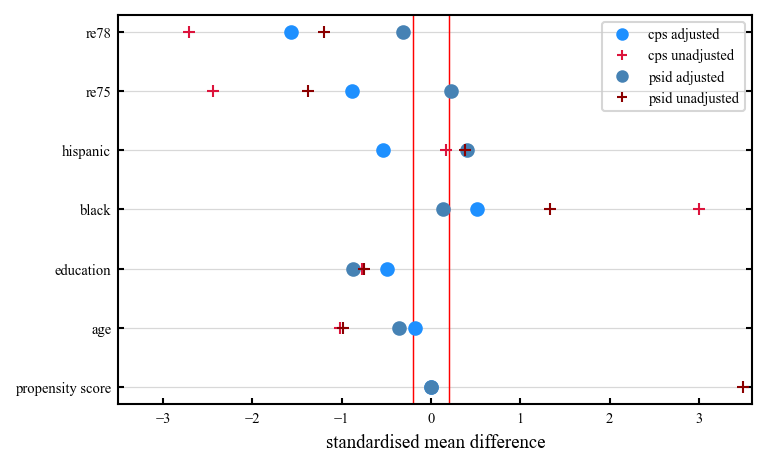 re78
re75
hispanic
black
education
age
propensity score
cps adjusted
cps unadjusted
psid adjusted
psid unadjusted
−3 −2 −1 0 1 2 3
standardised mean difference